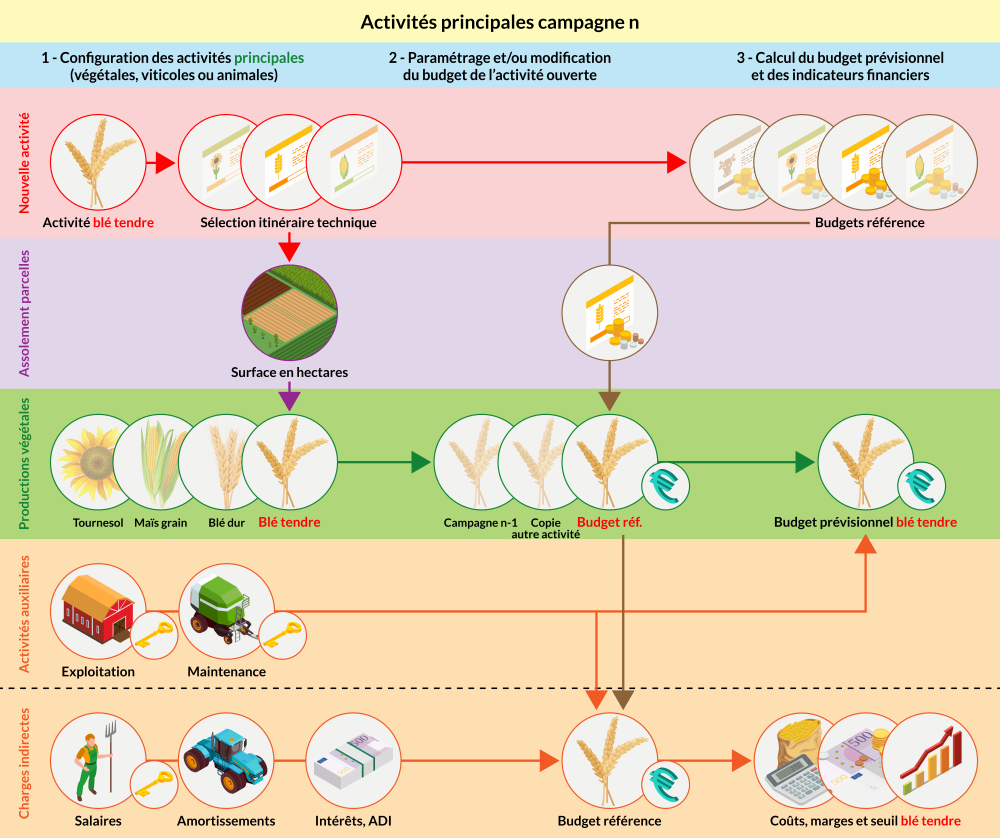 Activités principales campagne n
1 - Configuration des activités principales
(végétales, viticoles ou animales)
2 - Paramétrage et/ou modification
du budget de l'activité ouverte
3 - Calcul du budget prévisionnel
et des indicateurs financiers
Nouvelle activité
Activité blé tendre
Sélection itinéraire technique
Budgets référence
Assolement parcelles
Surface en hectares
Productions végétales
Tournesol
Maïs grain
Blé dur
Blé tendre
Campagne n-1
Copie
autre activité
Budget réf.
Budget prévisionnel blé tendre
Activités auxiliaires
Exploitation
Maintenance
Charges indirectes
500
500
Salaires
Amortissements
Intérêts, ADI
Budget référence
Coûts, marges et seuil blé tendre